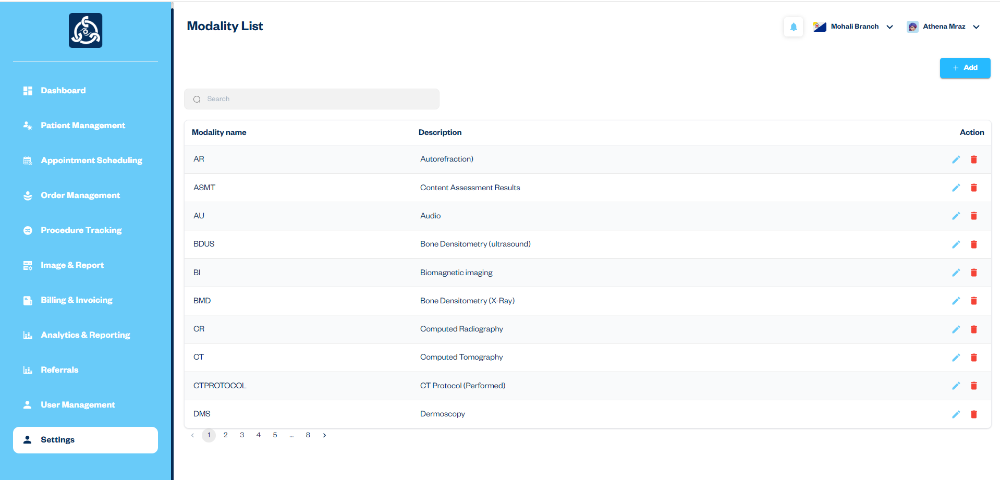 Modality List
Mohali Branch
Athena Mraz
+ Add
Dashboard
Patient Management
Appointment Scheduling
Order Management
Procedure Tracking
Image & Report
Billing & Invoicing
Analytics & Reporting
Referrals
User Management
Settings
Search
Modality name Description Action
AR Autorefraction)
ASMT Content Assessment Results
AU Audio
BDUS Bone Densitometry (ultrasound)
BI Biomagnetic imaging
BMD Bone Densitometry (X-Ray)
CR Computed Radiography
CT Computed Tomography
CTPROTOCOL CT Protocol (Performed)
DMS Dermoscopy
‹ 1 2 3 4 5 ... 8 ›